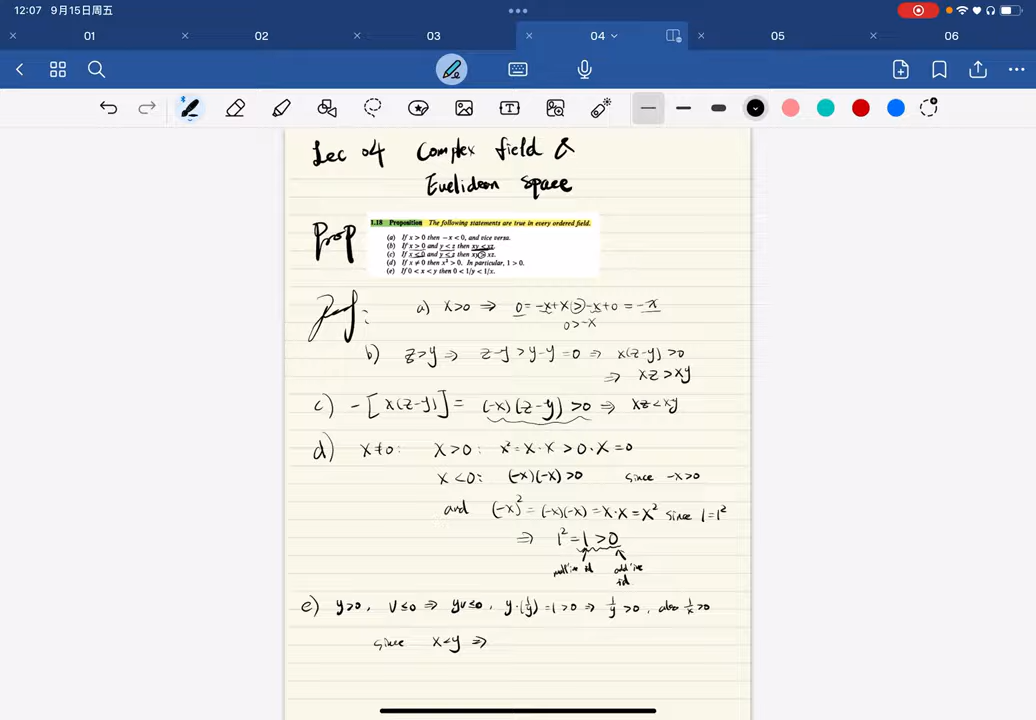 12:07 9月15日周五
01 02 03 04 05 06
Lec 04 Complex field &
Euclidean space
Prop
1.18 Proposition The following statements are true in every ordered field.
(a) If x > 0 then −x < 0, and vice versa.
(b) If x > 0 and y < z then xy < xz.
(c) If x < 0 and y < z then xy > xz.
(d) If x ≠ 0 then x² > 0. In particular, 1 > 0.
(e) If 0 < x < y then 0 < 1/y < 1/x.
Proof:
a) x>0 ⇒ 0 = -x+x > -x+0 = -x
0>-x
b) z>y ⇒ z-y > y-y = 0 ⇒ x(z-y) >0
⇒ xz > xy
c) -[x(z-y)] = (-x)(z-y) >0 ⇒ xz < xy
d) x≠0: x>0: x² = x·x > 0·x = 0
x<0: (-x)(-x) >0 since -x>0
and (-x)² = (-x)(-x) = x·x = x² since 1=1²
⇒ 1² = 1 > 0
mult've id add've
id
e) y>0, v≤0 ⇒ yv≤0, y·(1/y) = 1 >0 ⇒ 1/y >0, also 1/x >0
since x<y ⇒